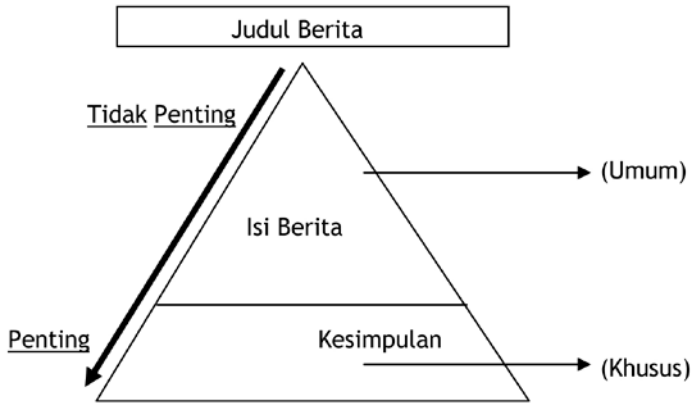 Judul Berita
Tidak Penting
(Umum)
Isi Berita
Penting
Kesimpulan
(Khusus)